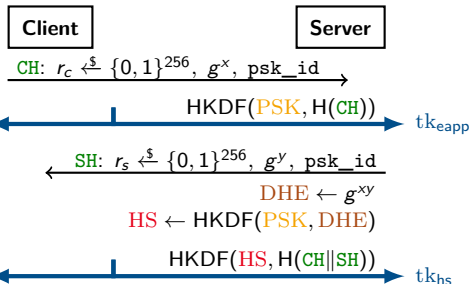 Client Server
CH: r_c ←$ {0, 1}^256, g^x, psk_id
HKDF(PSK, H(CH)) tk_eapp
SH: r_s ←$ {0, 1}^256, g^y, psk_id
DHE ← g^xy
HS ← HKDF(PSK, DHE)
HKDF(HS, H(CH‖SH)) tk_hs